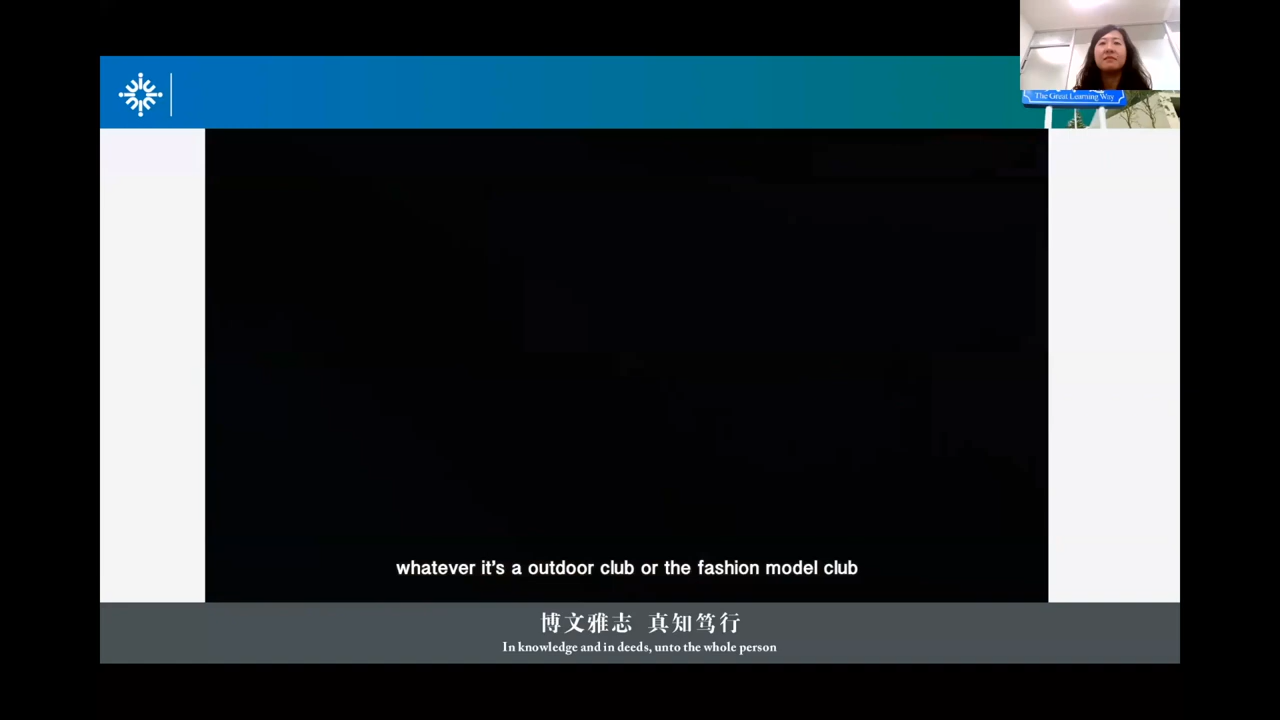 The Great Learning Way
whatever it's a outdoor club or the fashion model club
博文雅志 真知笃行
In knowledge and in deeds, unto the whole person